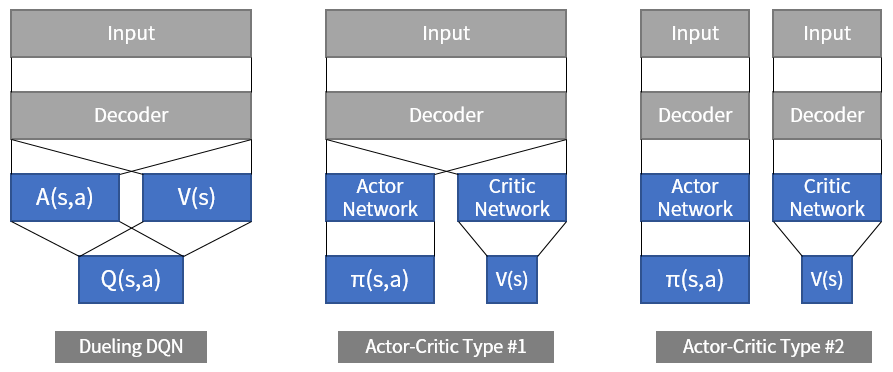 Input
Decoder
A(s,a)
V(s)
Q(s,a)
Dueling DQN
Input
Decoder
Actor
Network
Critic
Network
π(s,a)
V(s)
Actor-Critic Type #1
Input
Input
Decoder
Decoder
Actor
Network
Critic
Network
π(s,a)
V(s)
Actor-Critic Type #2